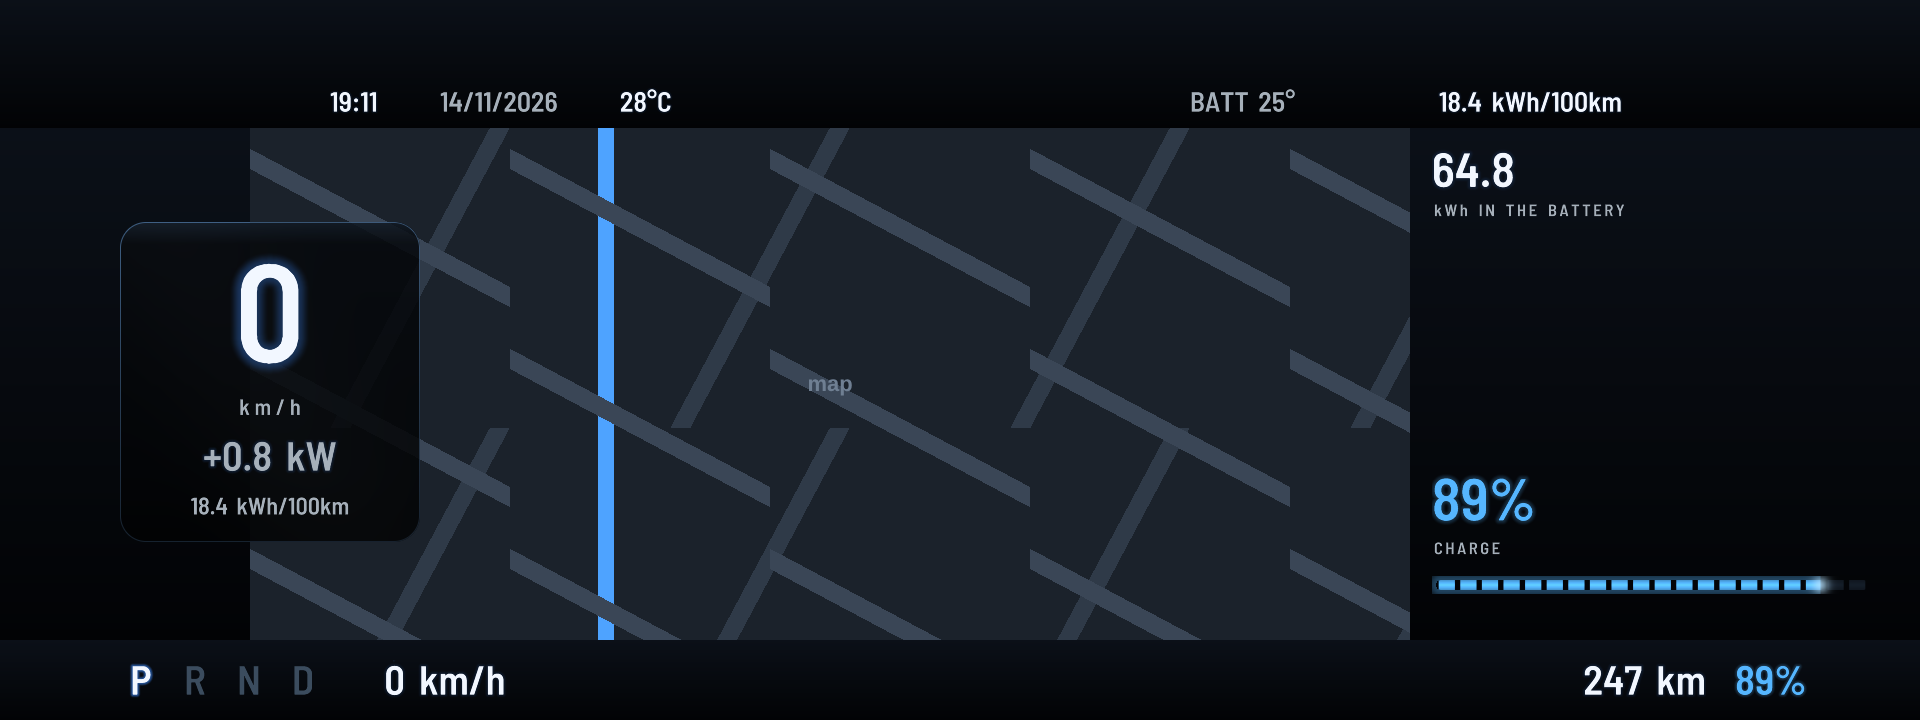 19:11 14/11/2026 28°C BATT 25° 18.4 kWh/100km
64.8
kWh IN THE BATTERY
0
km/h
+0.8 kW
18.4 kWh/100km
map
89%
CHARGE
P R N D 0 km/h 247 km 89%